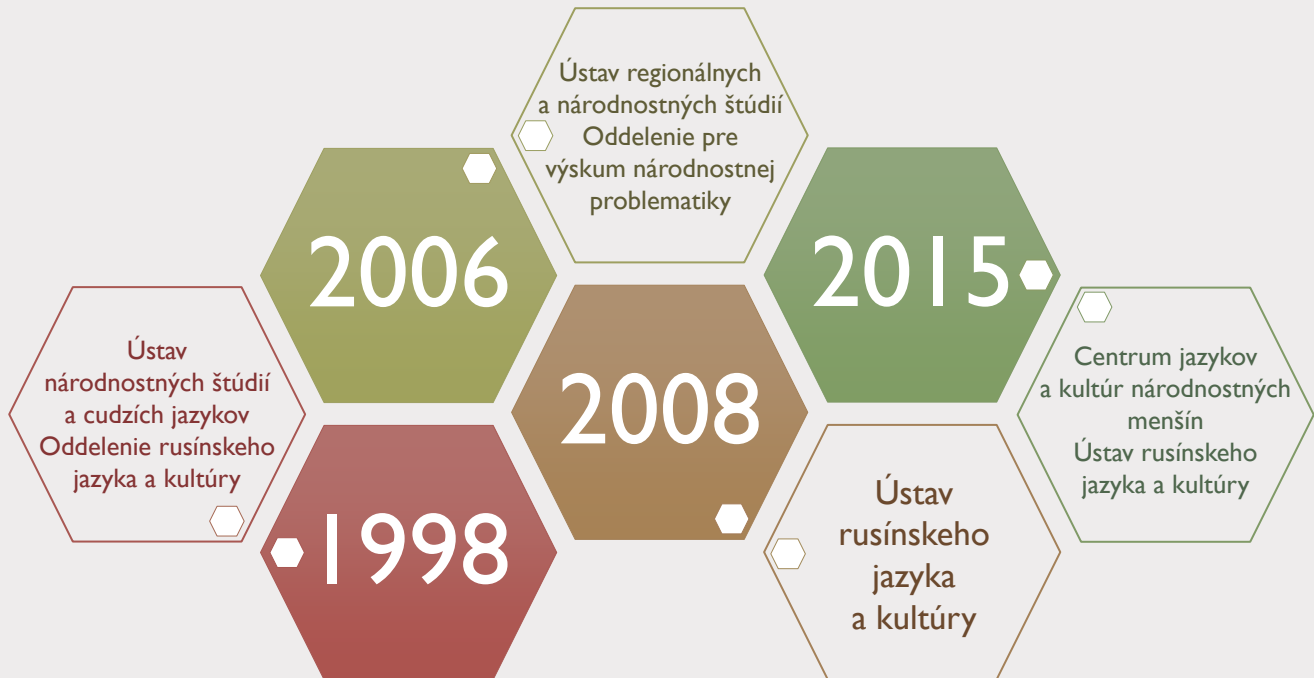 1998
Ústav
národnostných štúdií
a cudzích jazykov
Oddelenie rusínskeho
jazyka a kultúry
2006
Ústav regionálnych
a národnostných štúdií
Oddelenie pre
výskum národnostnej
problematiky
2008
Ústav
rusínskeho
jazyka
a kultúry
2015
Centrum jazykov
a kultúr národnostných
menšín
Ústav rusínskeho
jazyka a kultúry